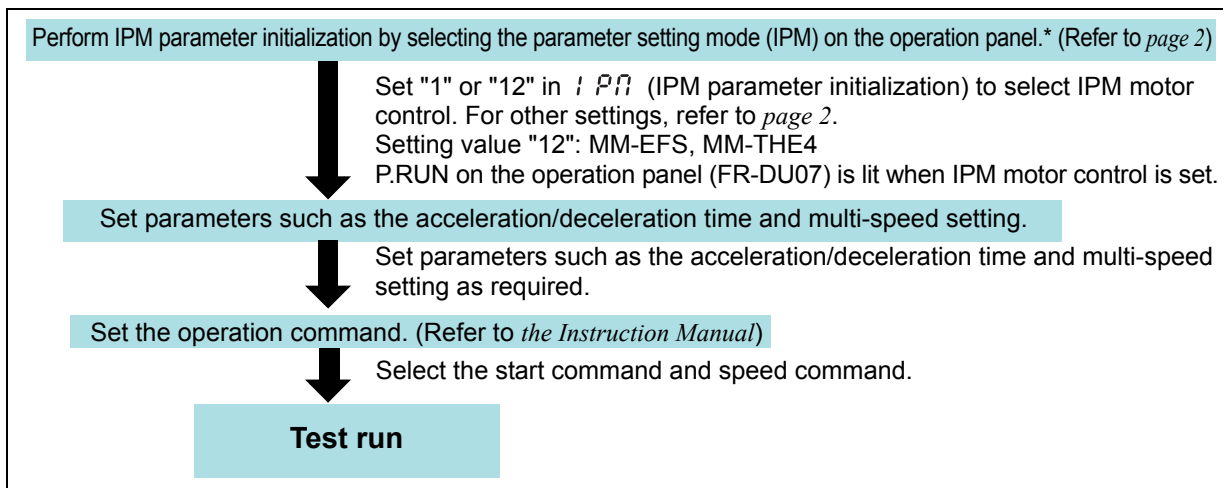 Perform IPM parameter initialization by selecting the parameter setting mode (IPM) on the operation panel.* (Refer to page 2)
Set "1" or "12" in IPM (IPM parameter initialization) to select IPM motor
control. For other settings, refer to page 2.
Setting value "12": MM-EFS, MM-THE4
P.RUN on the operation panel (FR-DU07) is lit when IPM motor control is set.
Set parameters such as the acceleration/deceleration time and multi-speed setting.
Set parameters such as the acceleration/deceleration time and multi-speed
setting as required.
Set the operation command. (Refer to the Instruction Manual)
Select the start command and speed command.
Test run